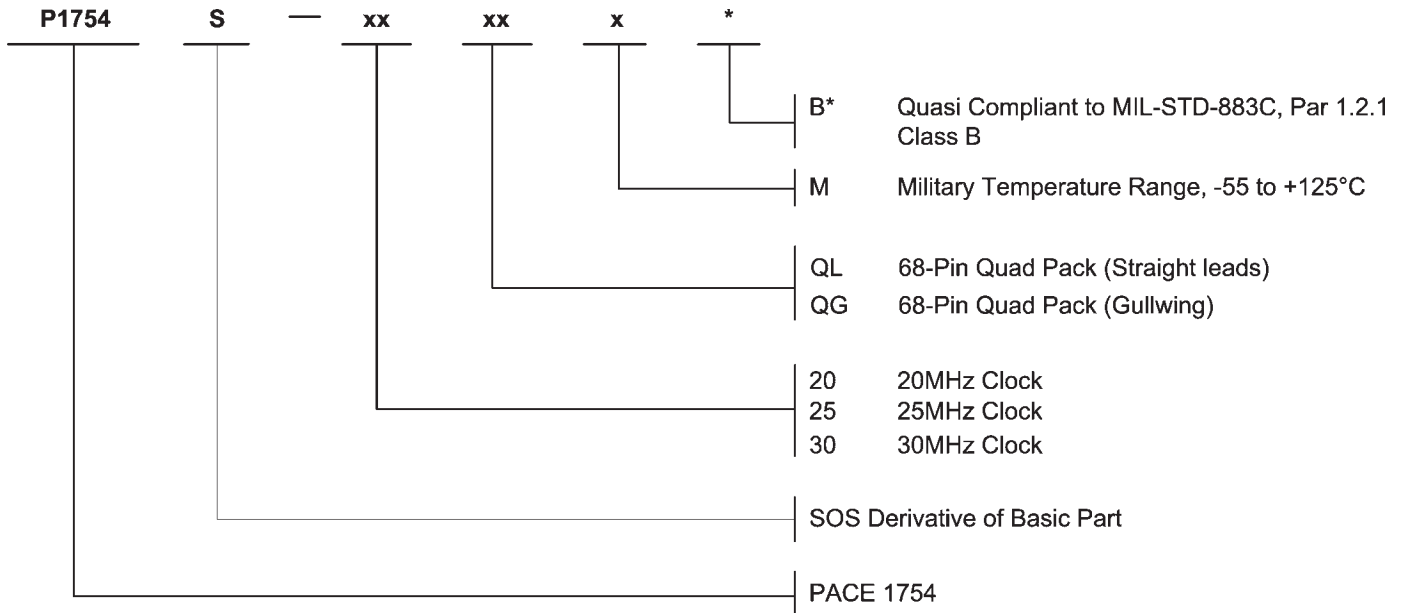 P1754 S — xx xx x *
B* Quasi Compliant to MIL-STD-883C, Par 1.2.1
Class B
M Military Temperature Range, -55 to +125°C
QL 68-Pin Quad Pack (Straight leads)
QG 68-Pin Quad Pack (Gullwing)
20 20MHz Clock
25 25MHz Clock
30 30MHz Clock
SOS Derivative of Basic Part
PACE 1754